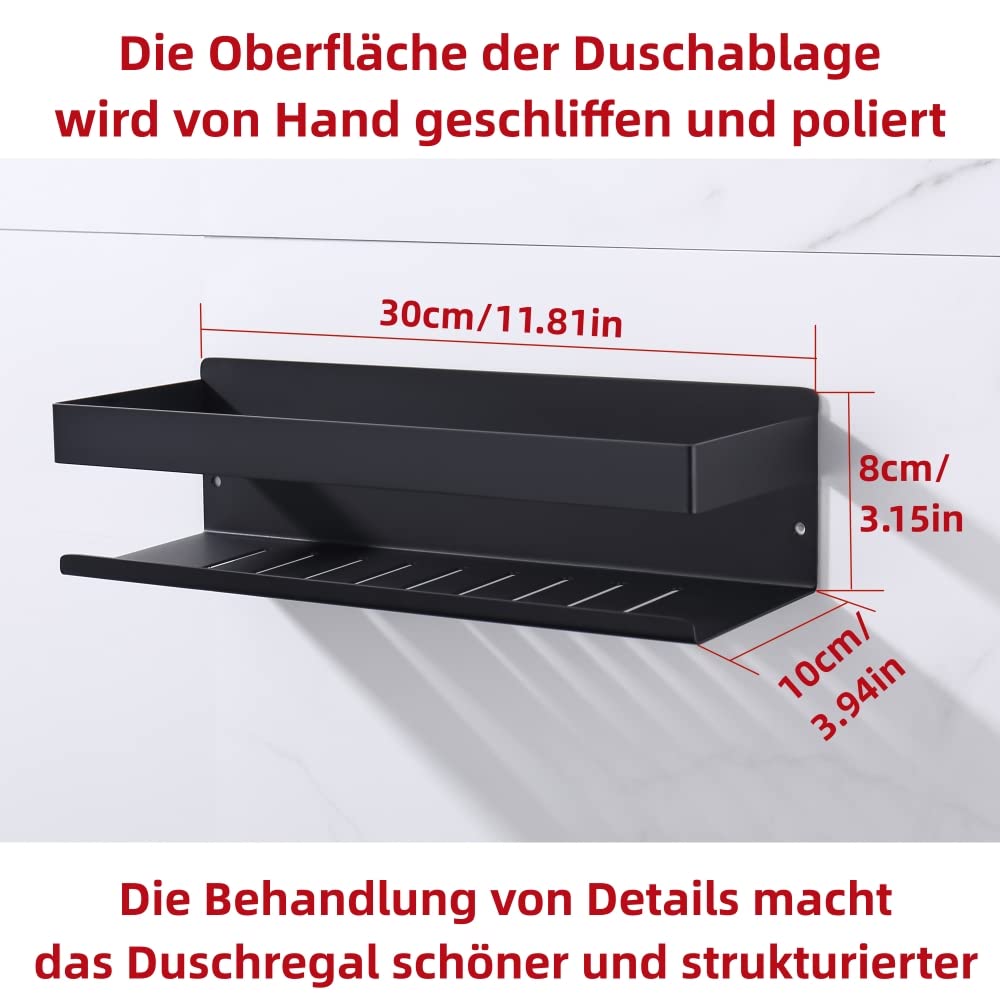 Die Oberfläche der Duschablage
wird von Hand geschliffen und poliert
30cm/11.81in
8cm/
3.15in
10cm/
3.94in
Die Behandlung von Details macht
das Duschregal schöner und strukturierter